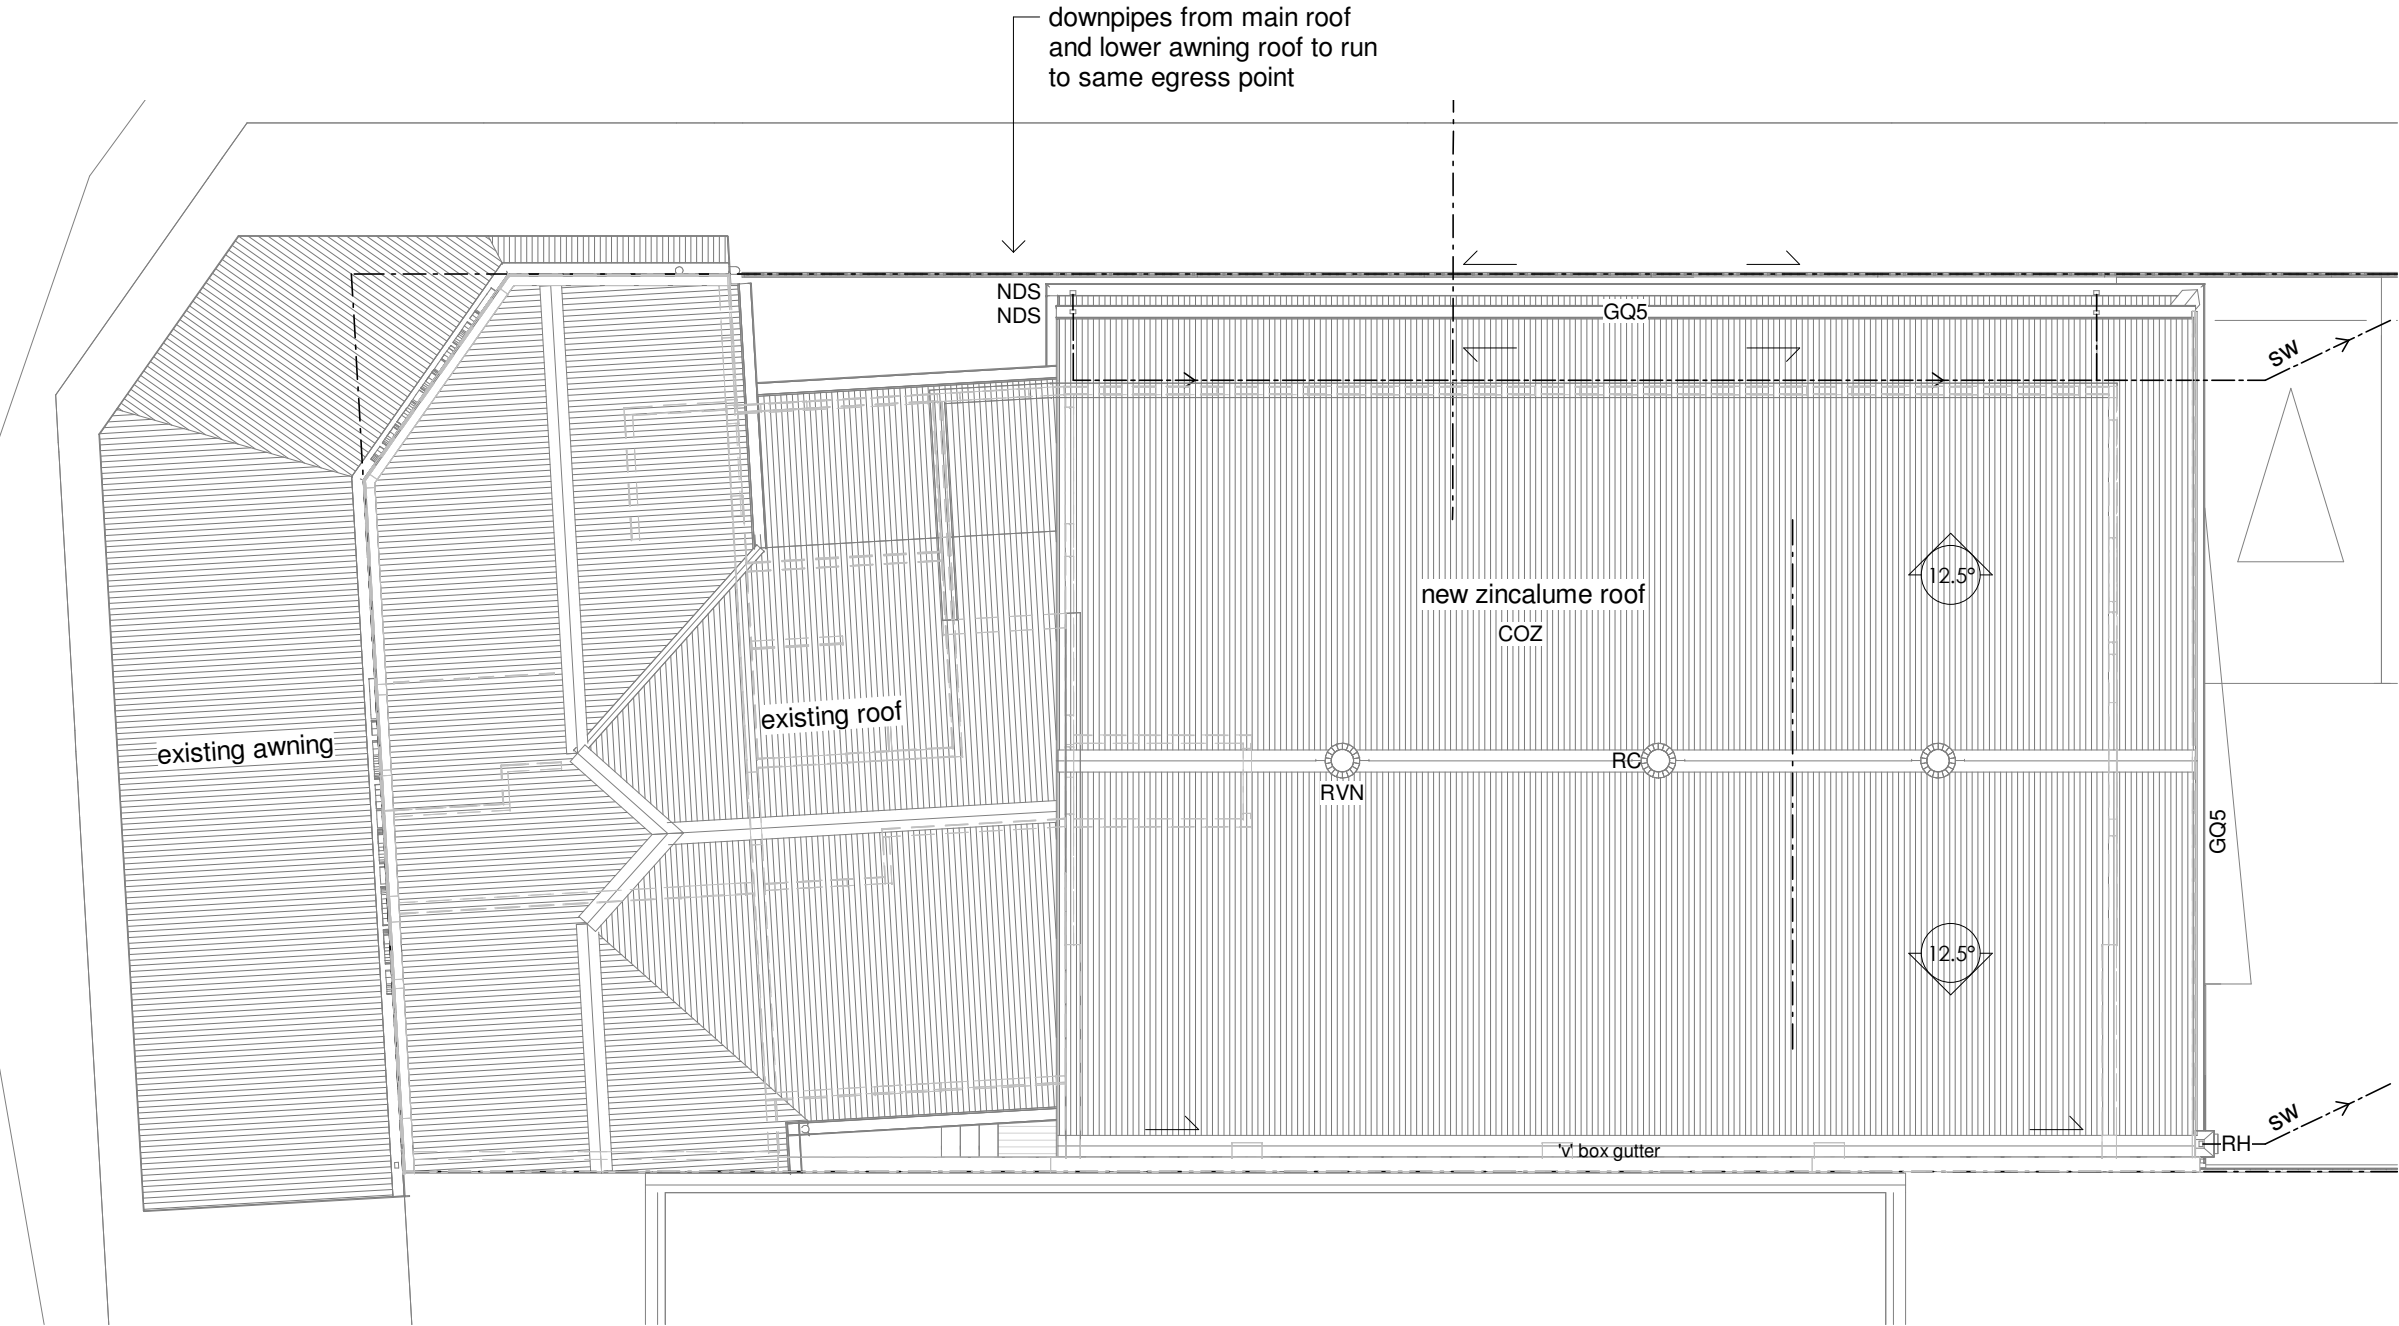 downpipes from main roof
and lower awning roof to run
to same egress point
NDS
NDS
GQ5
SW
12.5°
new zincalume roof
COZ
existing roof
existing awning
RC
RVN
GQ5
12.5°
SW
RH
'v' box gutter